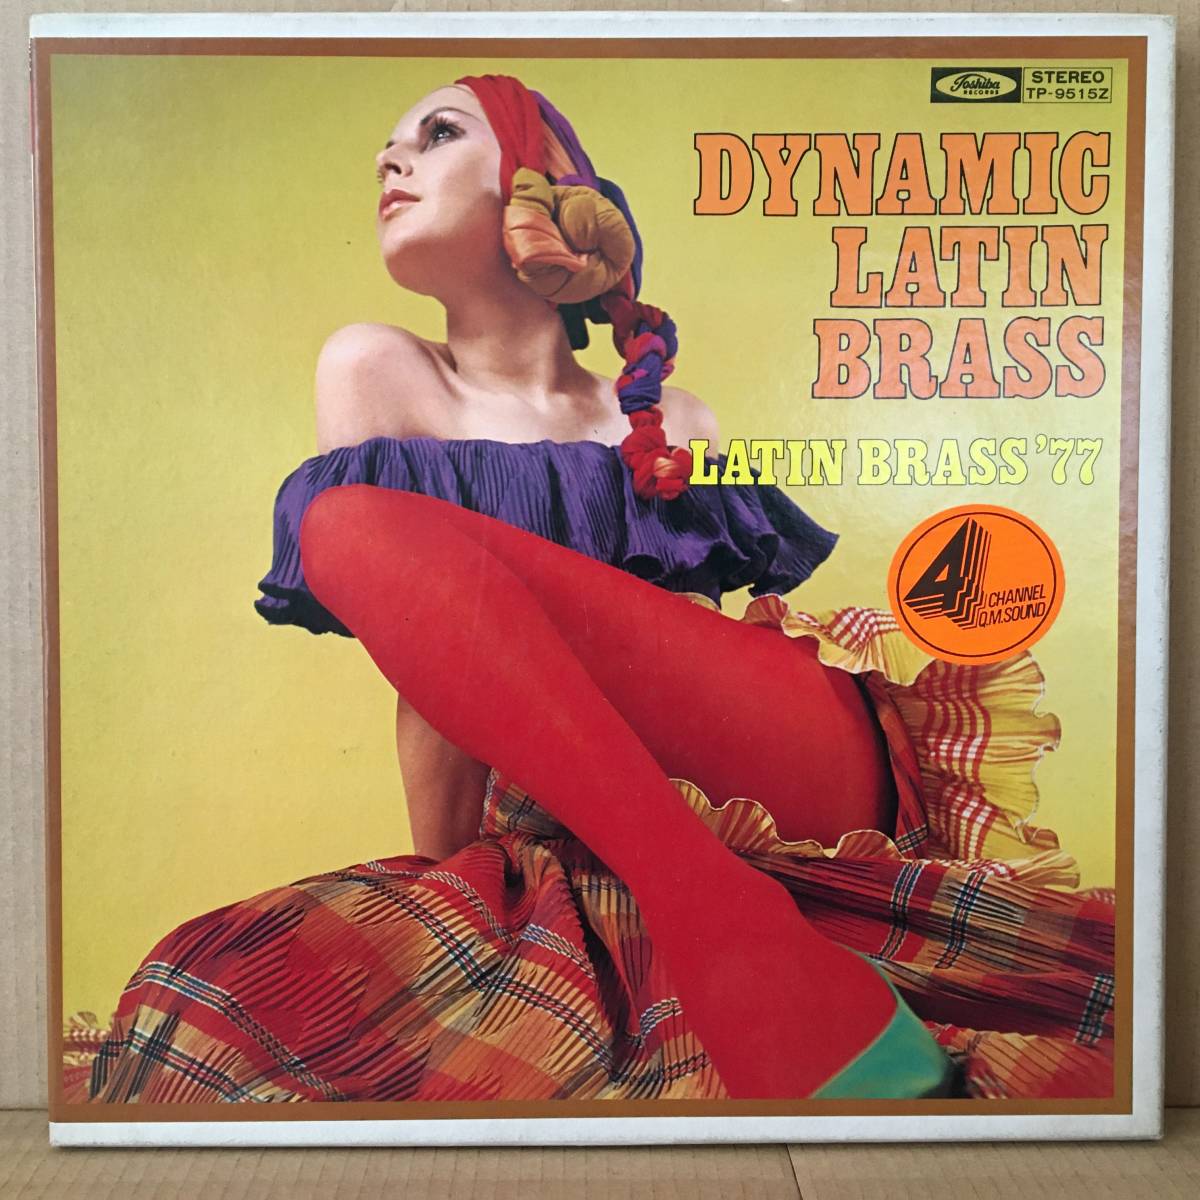 Toshiba
RECORDS
STEREO
TP-9515Z
DYNAMIC
LATIN
BRASS
LATIN BRASS '77
4
CHANNEL
Q.M.SOUND